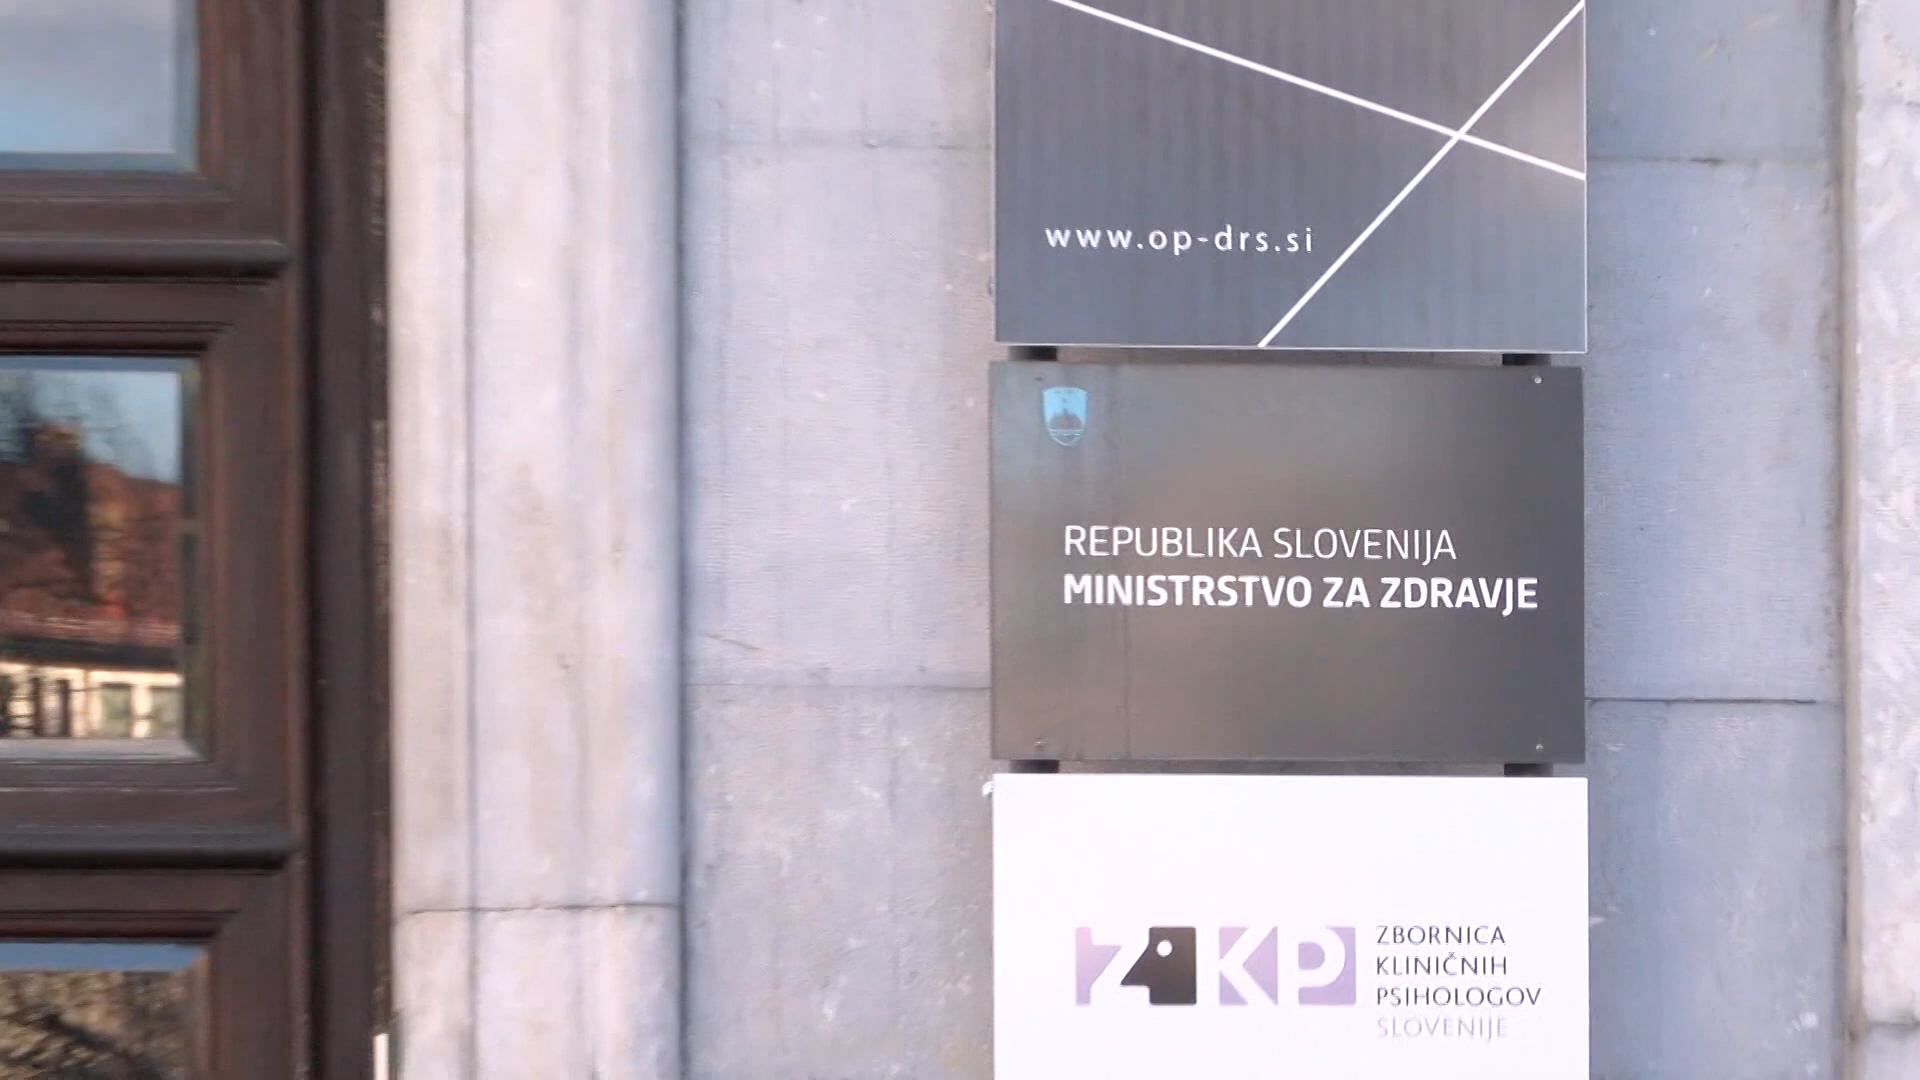 www.op-drs.si
REPUBLIKA SLOVENIJA
MINISTRSTVO ZA ZDRAVJE
ZKP
ZBORNICA
KLINIČNIH
PSIHOLOGOV
SLOVENIJE